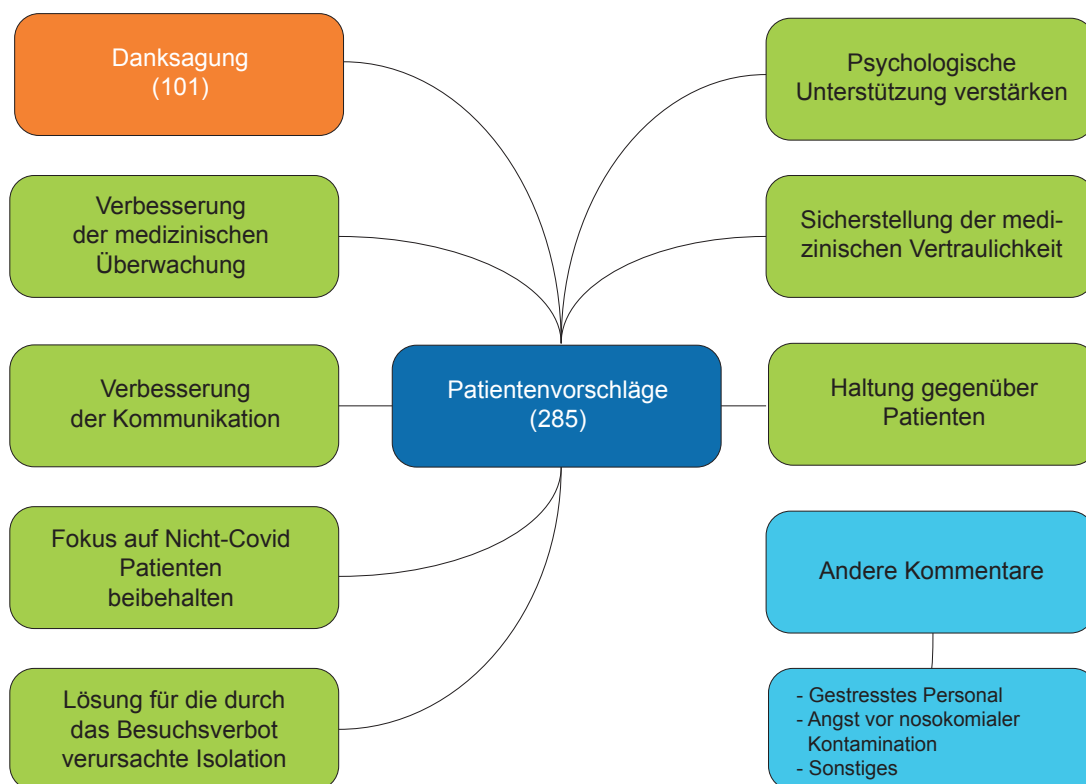 Danksagung
(101)
Verbesserung
der medizinischen
Überwachung
Verbesserung
der Kommunikation
Fokus auf Nicht-Covid
Patienten
beibehalten
Lösung für die durch
das Besuchsverbot
verursachte Isolation
Patientenvorschläge
(285)
Psychologische
Unterstützung verstärken
Sicherstellung der medi-
zinischen Vertraulichkeit
Haltung gegenüber
Patienten
Andere Kommentare
- Gestresstes Personal
- Angst vor nosokomialer
Kontamination
- Sonstiges